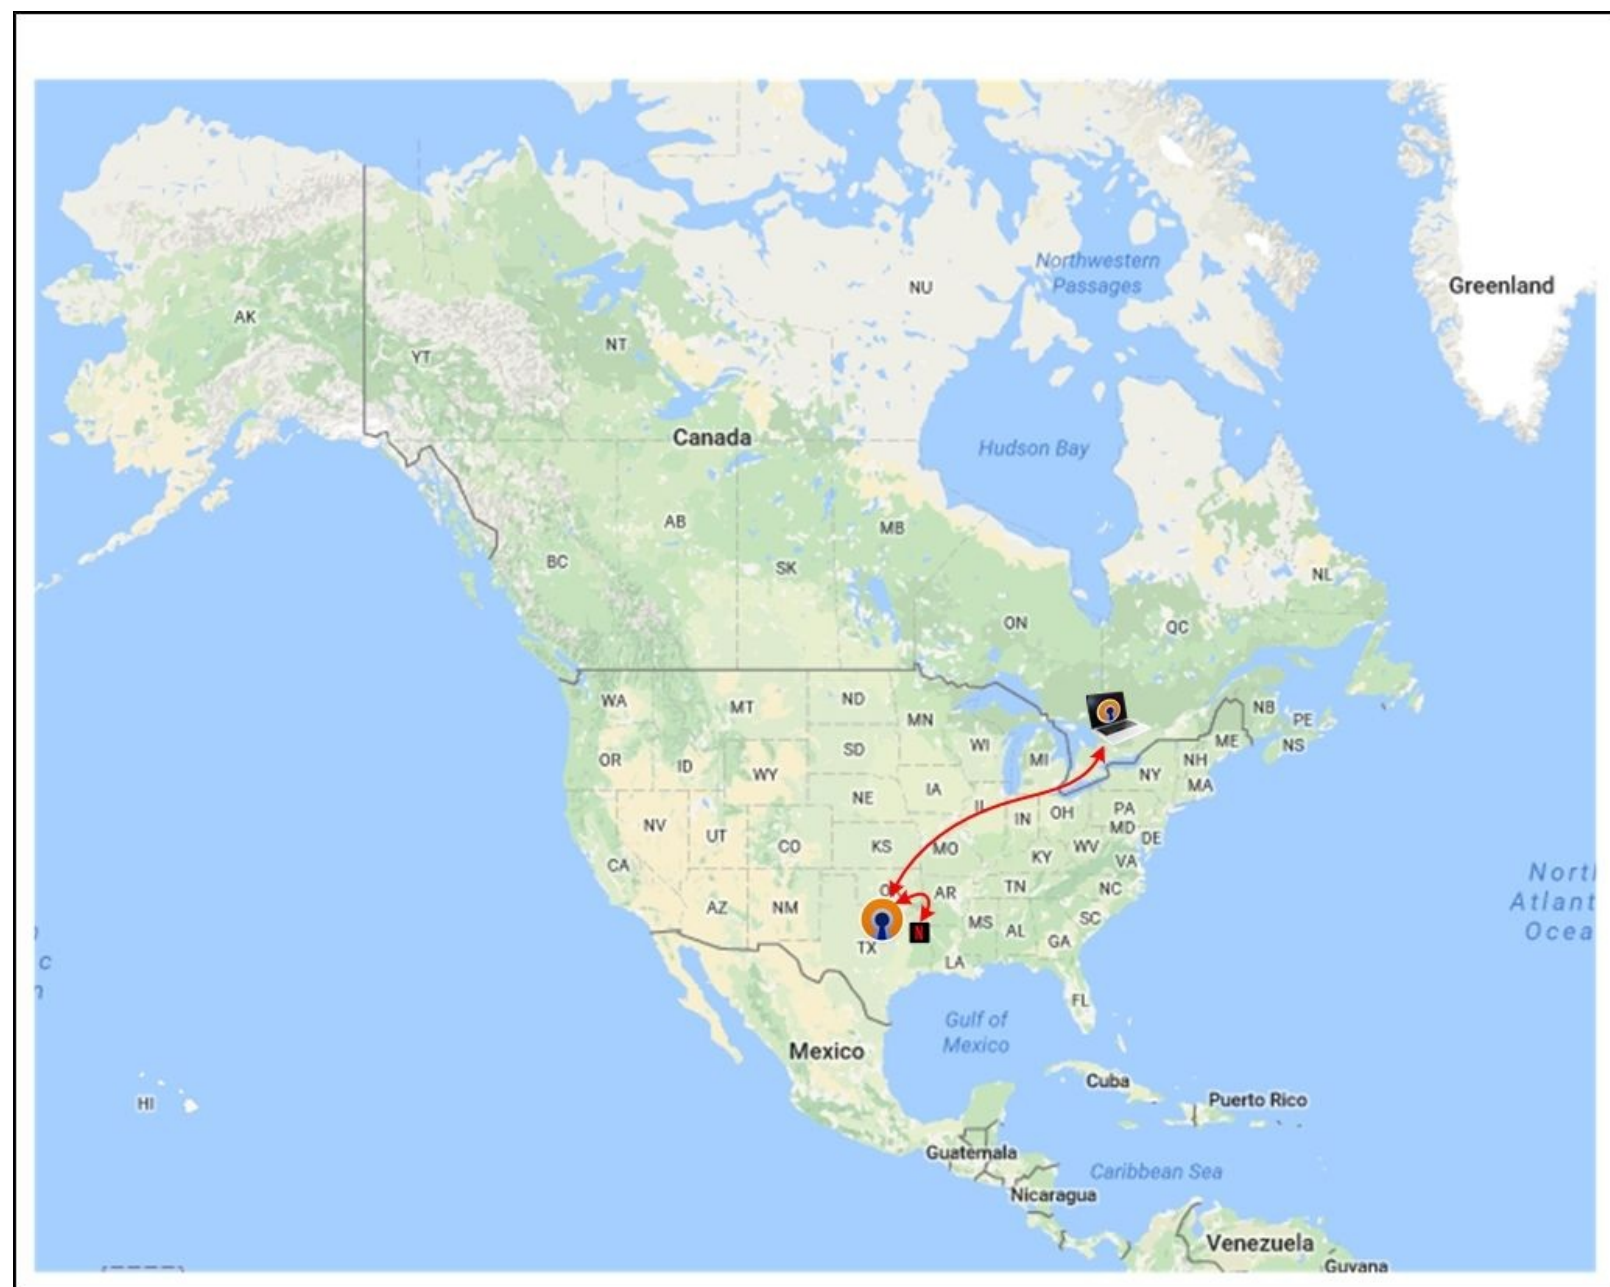 Greenland
Northwestern
Passages
NU
AK
NT
YT
Canada
Hudson Bay
AB
MB
BC
SK
NL
ON
QC
WA
MT
ND
MN
NB
PE
NS
ME
OR
ID
SD
WI
MI
NH
NY
MA
WY
NE
IA
IL
IN
OH
PA
MD
DE
NV
UT
CO
KS
MO
KY
WV
VA
CA
AZ
NM
AR
TN
NC
MS
AL
SC
GA
N
TX
LA
FL
North
Atlant
Ocea
c
Gulf of
Mexico
Mexico
HI
Cuba
Puerto Rico
Guatemala
Caribbean Sea
Nicaragua
Venezuela
Guyana